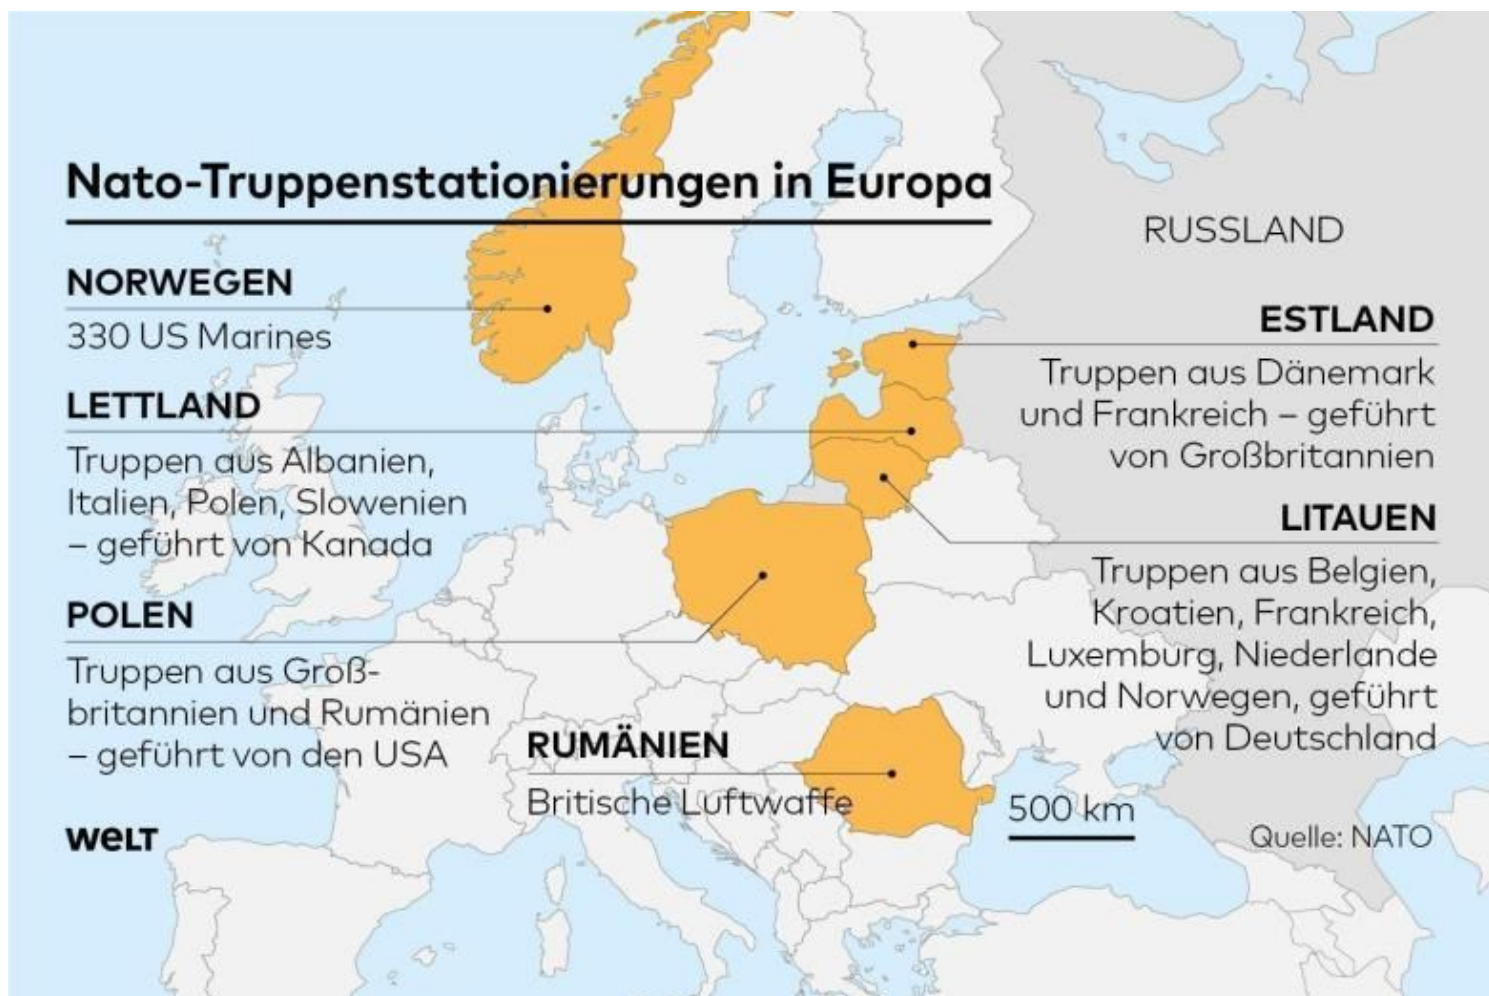 Nato-Truppenstationierungen in Europa
RUSSLAND
NORWEGEN
330 US Marines
LETTLAND
Truppen aus Albanien,
Italien, Polen, Slowenien
– geführt von Kanada
POLEN
Truppen aus Groß-
britannien und Rumänien
– geführt von den USA
RUMÄNIEN
Britische Luftwaffe
ESTLAND
Truppen aus Dänemark
und Frankreich – geführt
von Großbritannien
LITAUEN
Truppen aus Belgien,
Kroatien, Frankreich,
Luxemburg, Niederlande
und Norwegen, geführt
von Deutschland
500 km
Quelle: NATO
WELT